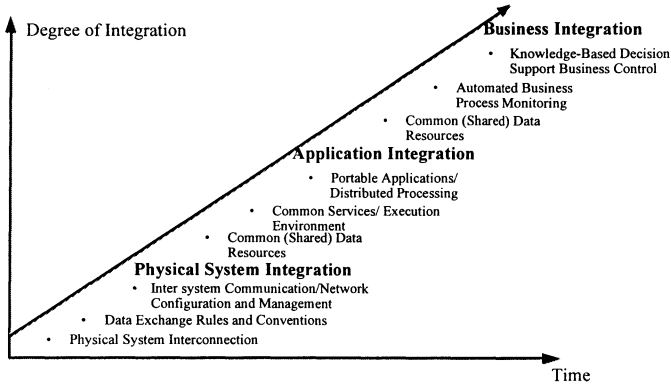 Degree of Integration
Business Integration
• Knowledge-Based Decision
Support Business Control
• Automated Business
Process Monitoring
• Common (Shared) Data
Resources
Application Integration
• Portable Applications/
Distributed Processing
• Common Services/ Execution
Environment
• Common (Shared) Data
Resources
Physical System Integration
• Inter system Communication/Network
Configuration and Management
• Data Exchange Rules and Conventions
• Physical System Interconnection
Time